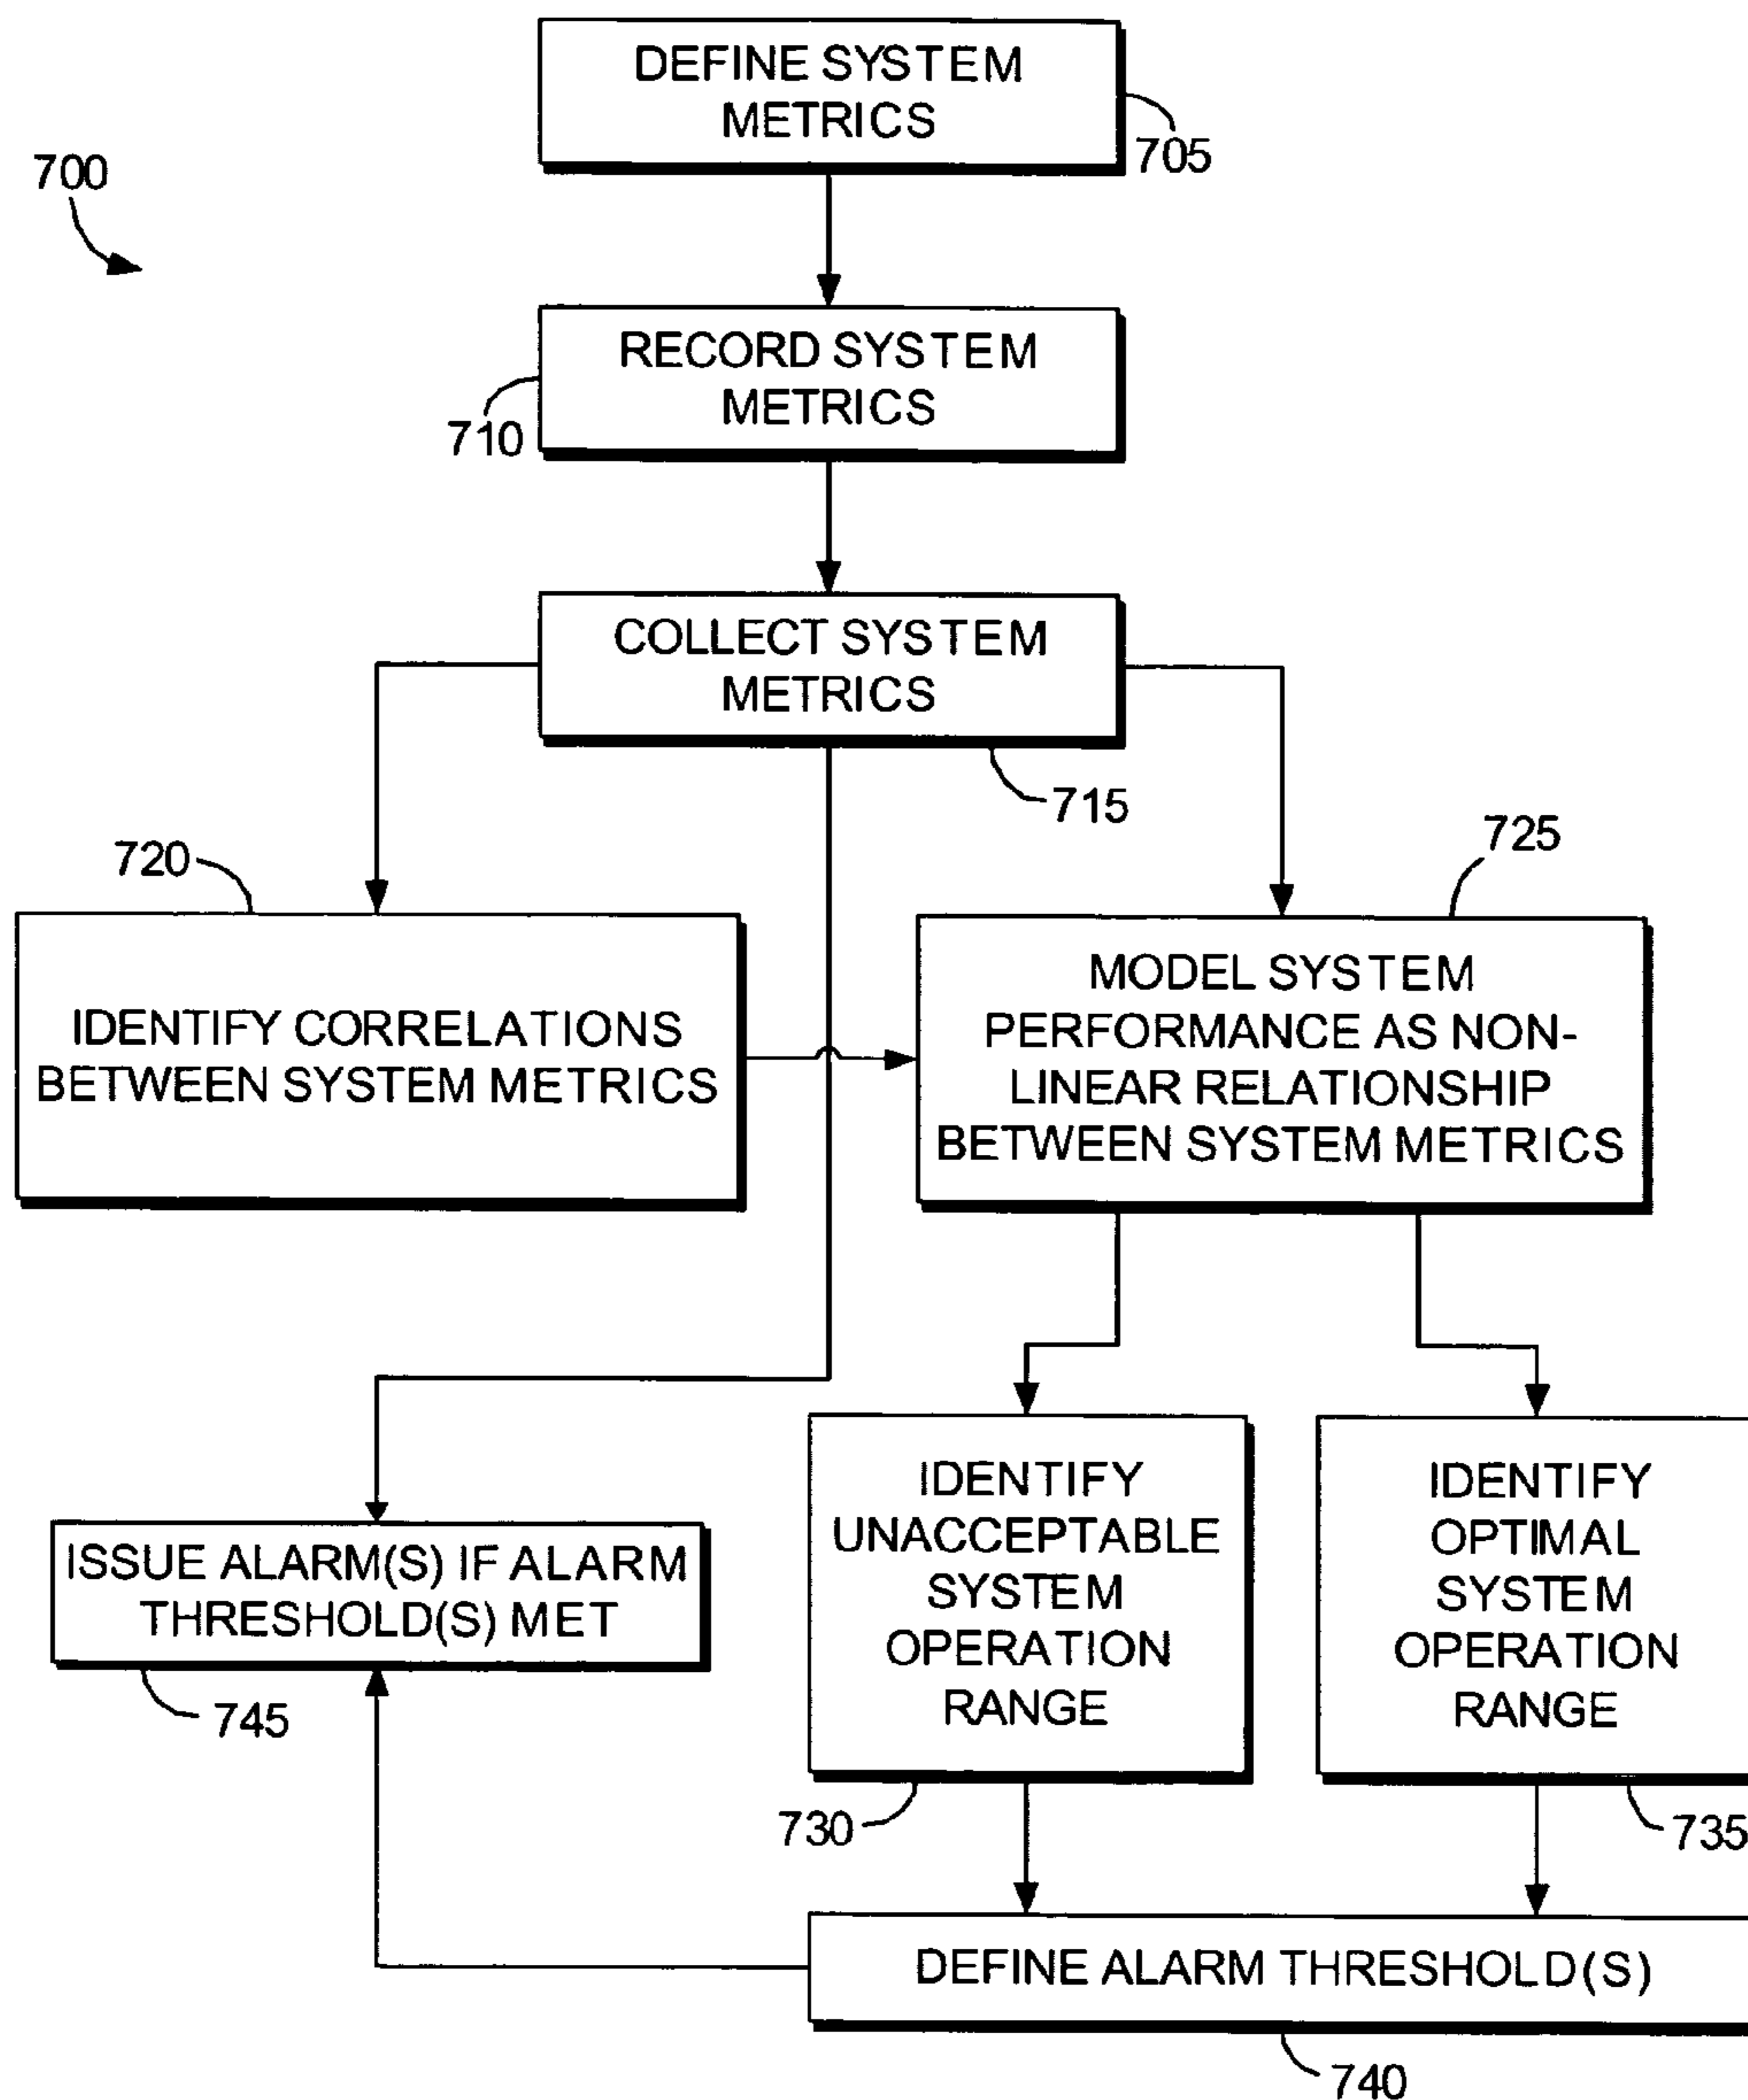 DEFINE SYSTEM
METRICS
705
700
RECORD SYSTEM
METRICS
710
COLLECT SYSTEM
METRICS
715
720
725
IDENTIFY CORRELATIONS
BETWEEN SYSTEM METRICS
MODEL SYSTEM
PERFORMANCE AS NON-
LINEAR RELATIONSHIP
BETWEEN SYSTEM METRICS
IDENTIFY
UNACCEPTABLE
SYSTEM
OPERATION
RANGE
730
IDENTIFY
OPTIMAL
SYSTEM
OPERATION
RANGE
735
ISSUE ALARM(S) IF ALARM
THRESHOLD(S) MET
745
DEFINE ALARM THRESHOLD(S)
740